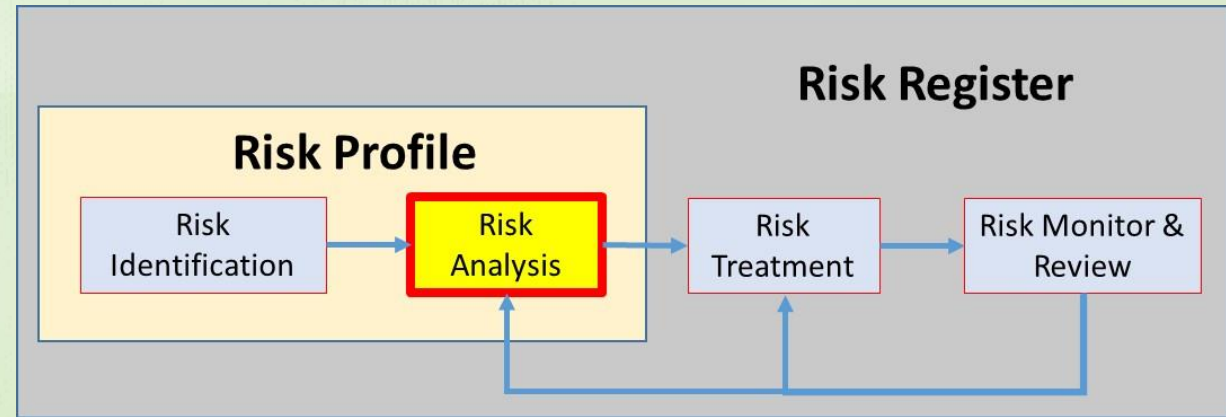 Risk Register
Risk Profile
Risk
Identification
Risk
Analysis
Risk
Treatment
Risk Monitor &
Review